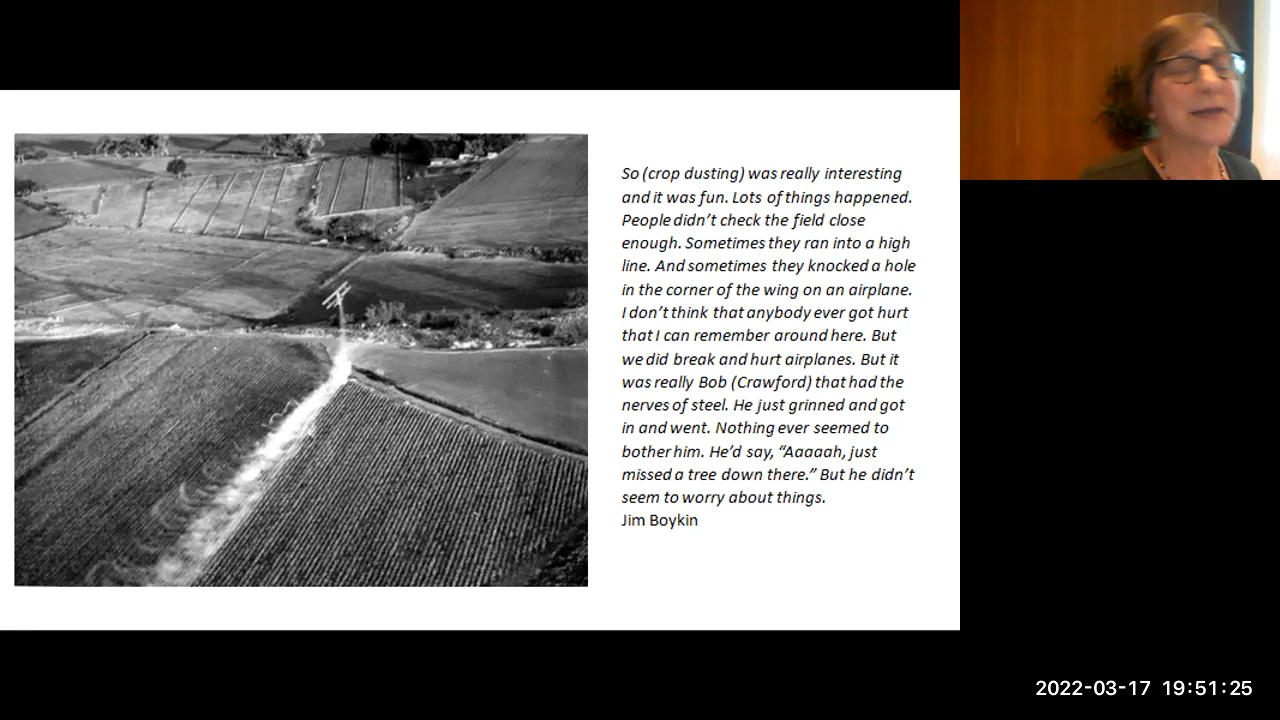 So (crop dusting) was really interesting
and it was fun. Lots of things happened.
People didn’t check the field close
enough. Sometimes they ran into a high
line. And sometimes they knocked a hole
in the corner of the wing on an airplane.
I don’t think that anybody ever got hurt
that I can remember around here. But
we did break and hurt airplanes. But it
was really Bob (Crawford) that had the
nerves of steel. He just grinned and got
in and went. Nothing ever seemed to
bother him. He’d say, “Aaaaah, just
missed a tree down there.” But he didn’t
seem to worry about things.
Jim Boykin
2022-03-17 19:51:25